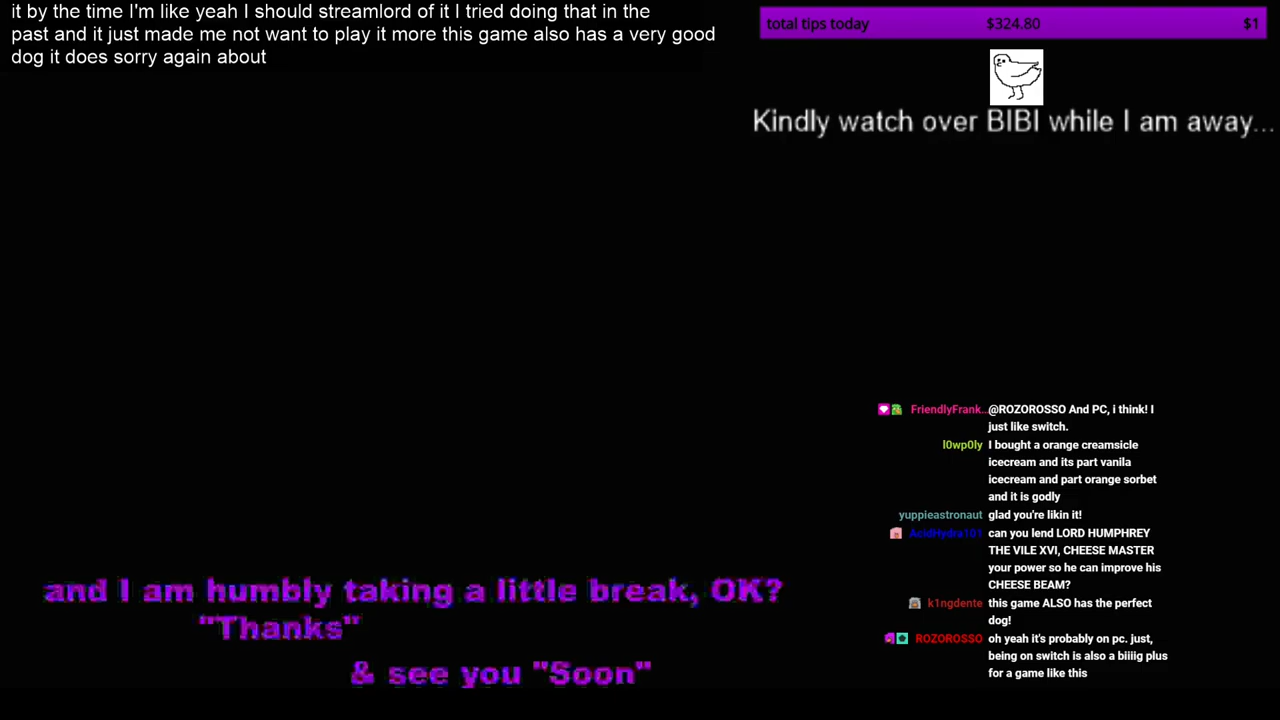 it by the time I'm like yeah I should streamlord of it I tried doing that in the
past and it just made me not want to play it more this game also has a very good
dog it does sorry again about
total tips today $324.80 $1
Kindly watch over BIBI while I am away...
FriendlyFrank... @ROZOROSSO And PC, i think! I
just like switch.
l0wp0ly I bought a orange creamsicle
icecream and its part vanila
icecream and part orange sorbet
and it is godly
yuppieastronaut glad you're likin it!
AcidHydra101 can you lend LORD HUMPHREY
THE VILE XVI, CHEESE MASTER
your power so he can improve his
CHEESE BEAM?
k1ngdente this game ALSO has the perfect
dog!
ROZOROSSO oh yeah it's probably on pc. just,
being on switch is also a biiiig plus
for a game like this
and I am humbly taking a little break, OK?
"Thanks"
& see you "Soon"